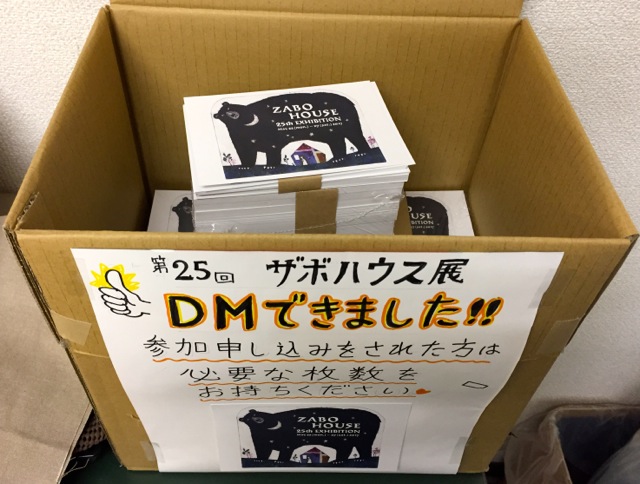 ZABO
HOUSE
25th EXHIBITION
HOUSE
第25回 ザボハウス展
DMできました!!
参加申し込みをされた方は
必要な枚数を
お持ちください
ZABO
HOUSE
25th EXHIBITION